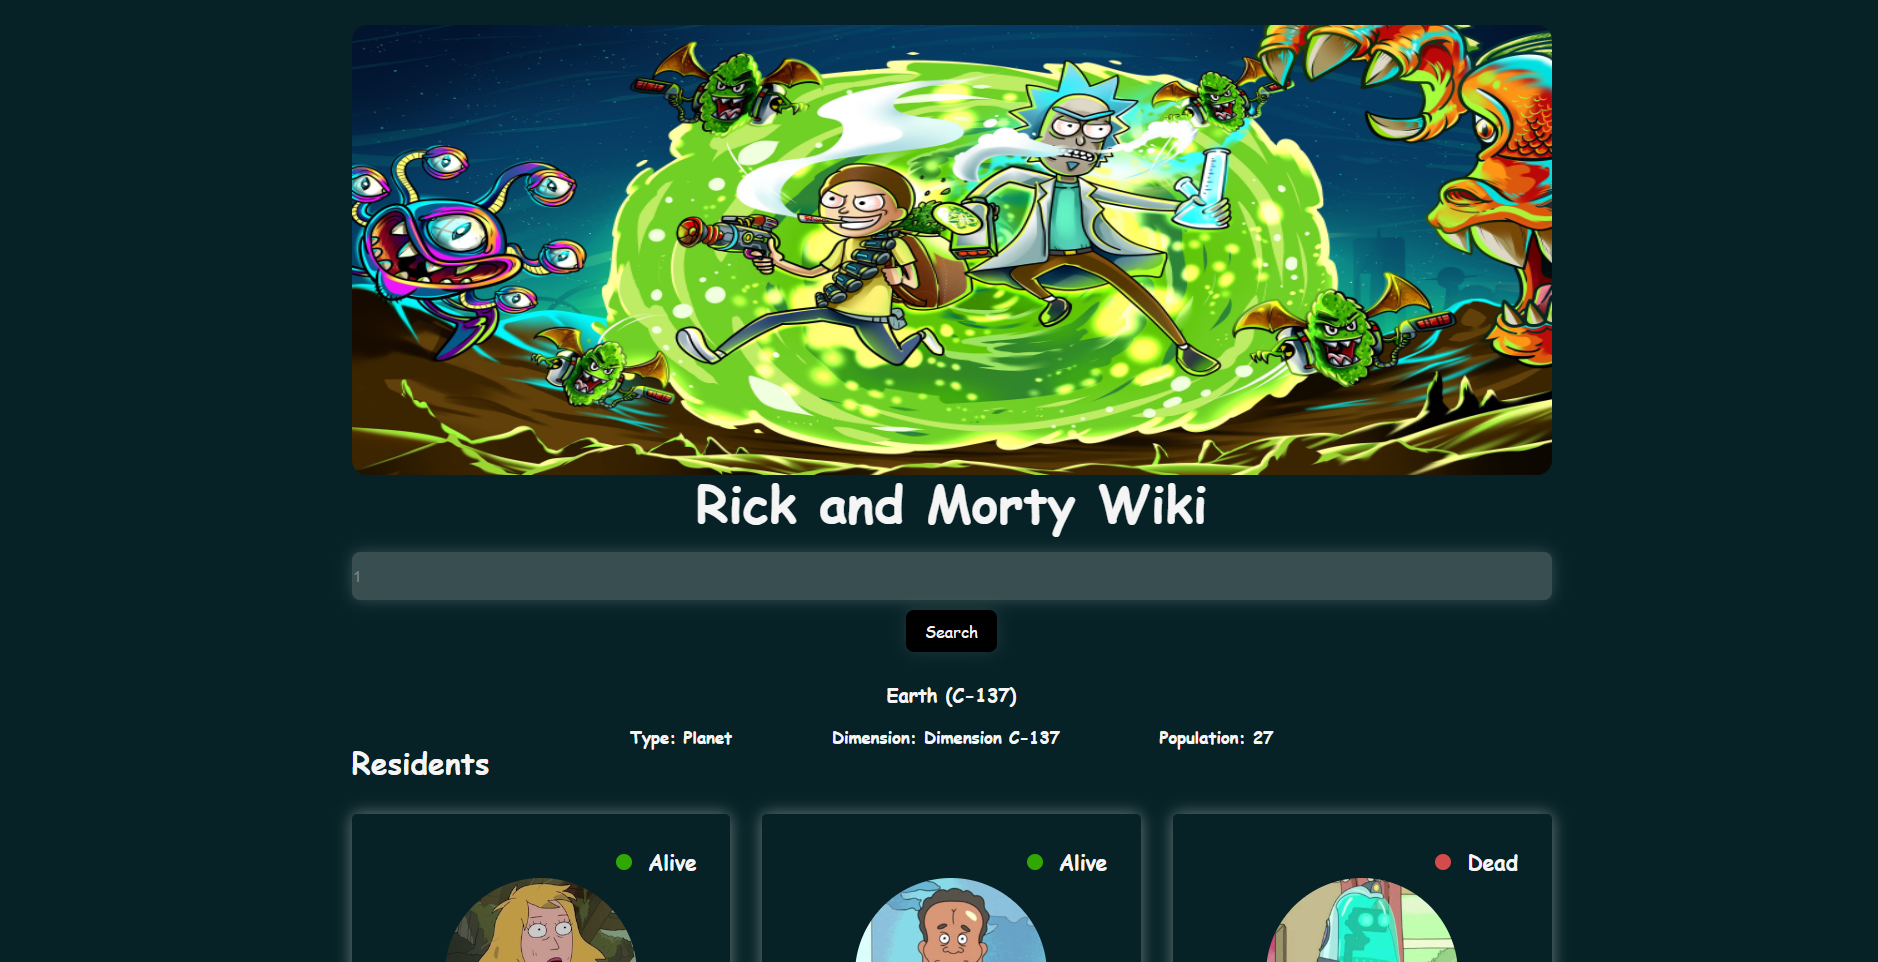 Rick and Morty Wiki
1
Search
Earth (C-137)
Type: Planet Dimension: Dimension C-137 Population: 27
Residents
Alive Alive Dead